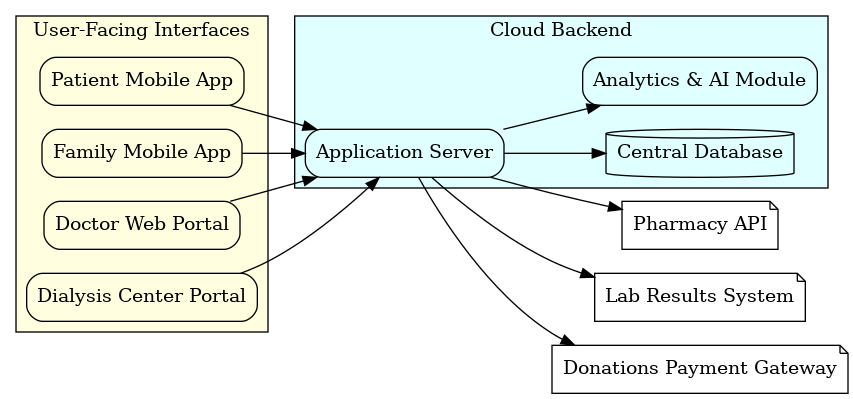 User-Facing Interfaces
Patient Mobile App
Family Mobile App
Doctor Web Portal
Dialysis Center Portal
Cloud Backend
Application Server
Analytics & AI Module
Central Database
Pharmacy API
Lab Results System
Donations Payment Gateway